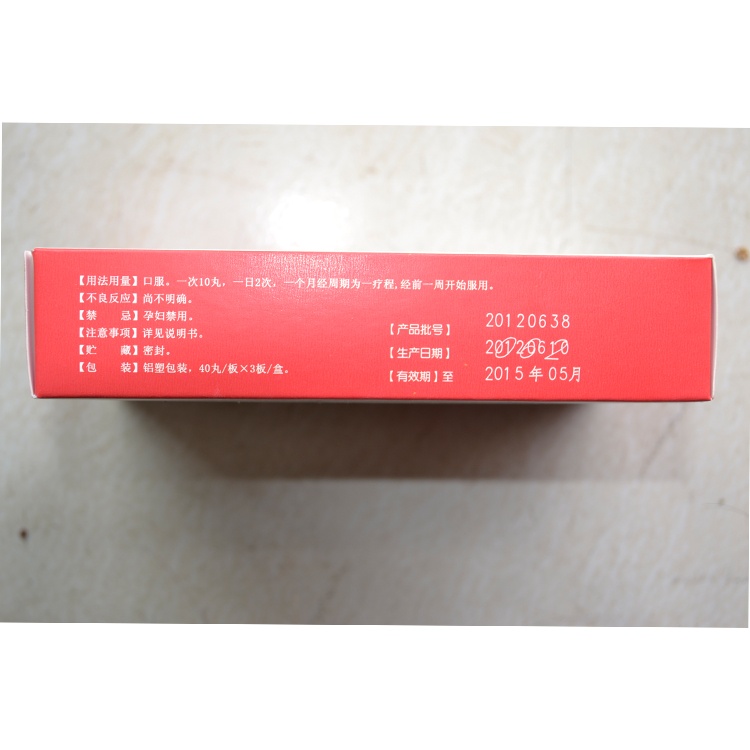 【用法用量】口服。一次10丸，一日2次，一个月经周期为一疗程,经前一周开始服用。
【不良反应】尚不明确。
【禁　　忌】孕妇禁用。
【注意事项】详见说明书。
【贮　　藏】密封。
【包　　装】铝塑包装，40丸/板×3板/盒。
【产品批号】 20120638
【生产日期】 20120610
【有效期】至 2015年05月